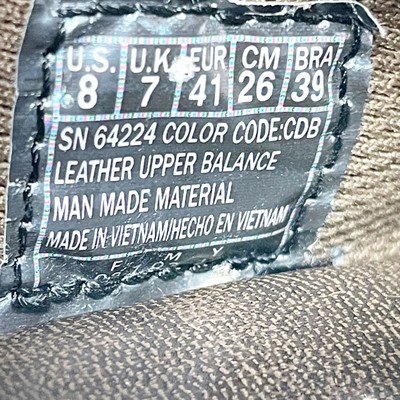 U.S. U.K. EUR CM BRA
8 7 41 26 39
SN 64224 COLOR CODE:CDB
LEATHER UPPER BALANCE
MAN MADE MATERIAL
MADE IN VIETNAM/HECHO EN VIETNAM
F M Y